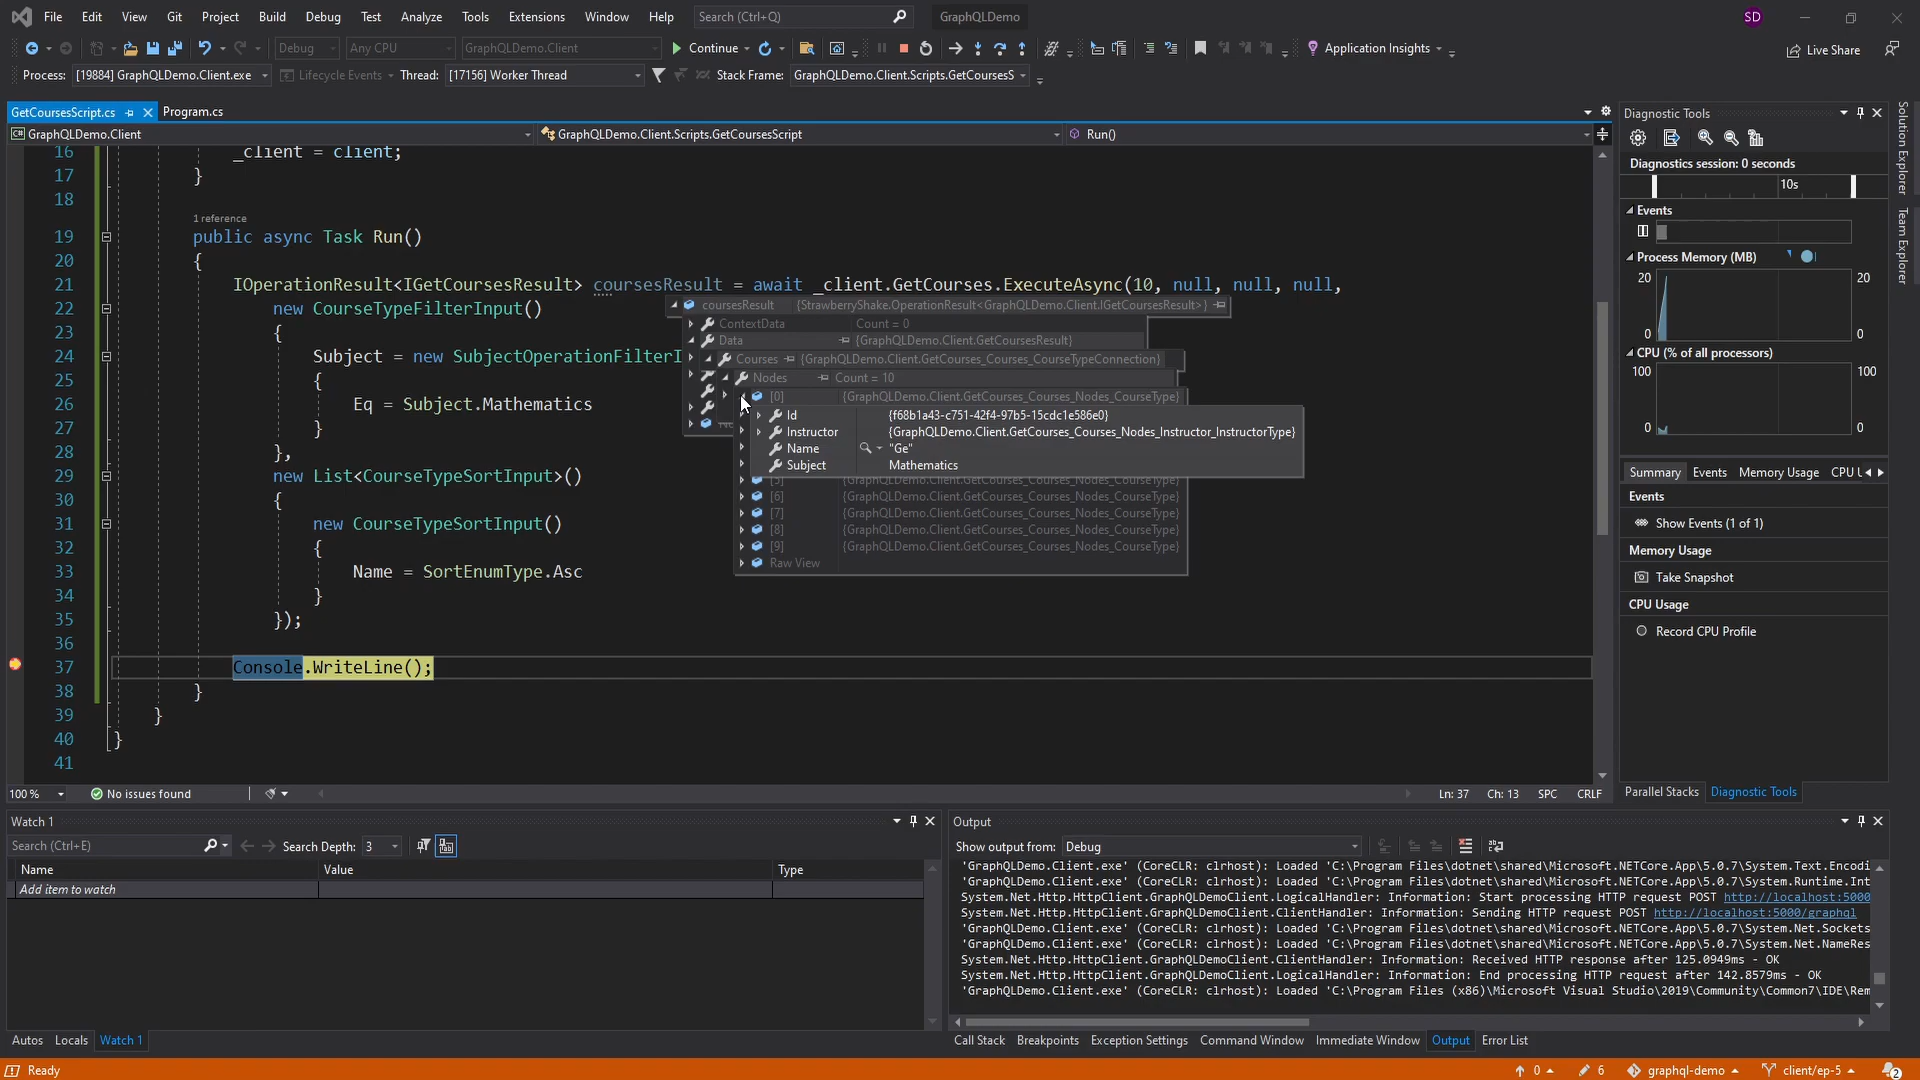 File Edit View Git Project Build Debug Test Analyze Tools Extensions Window Help Search (Ctrl+Q) GraphQLDemo SD
Debug Any CPU GraphQLDemo.Client Continue Application Insights Live Share
Process: [19884] GraphQLDemo.Client.exe Lifecycle Events Thread: [17156] Worker Thread Stack Frame: GraphQLDemo.Client.Scripts.GetCoursesS
GetCoursesScript.cs Program.cs
GraphQLDemo.Client GraphQLDemo.Client.Scripts.GetCoursesScript Run()
16 _client = client;
17 }
18
1 reference
19 public async Task Run()
20 {
21 IOperationResult<IGetCoursesResult> coursesResult = await _client.GetCourses.ExecuteAsync(10, null, null, null,
22 new CourseTypeFilterInput()
23 {
24 Subject = new SubjectOperationFilterI
25 {
26 Eq = Subject.Mathematics
27 }
28 },
29 new List<CourseTypeSortInput>()
30 {
31 new CourseTypeSortInput()
32 {
33 Name = SortEnumType.Asc
34 }
35 });
36
37 Console.WriteLine();
38 }
39 }
40 }
41
coursesResult {StrawberryShake.OperationResult<GraphQLDemo.Client.IGetCoursesResult>}
ContextData Count = 0
Data {GraphQLDemo.Client.GetCoursesResult}
Courses {GraphQLDemo.Client.GetCourses_Courses_CourseTypeConnection}
Nodes Count = 10
[0] {GraphQLDemo.Client.GetCourses_Courses_Nodes_CourseType}
Id {f68b1a43-c751-42f4-97b5-15cdc1e586e0}
Instructor {GraphQLDemo.Client.GetCourses_Courses_Nodes_Instructor_InstructorType}
Name "Ge"
Subject Mathematics
[5] {GraphQLDemo.Client.GetCourses_Courses_Nodes_CourseType}
[6] {GraphQLDemo.Client.GetCourses_Courses_Nodes_CourseType}
[7] {GraphQLDemo.Client.GetCourses_Courses_Nodes_CourseType}
[8] {GraphQLDemo.Client.GetCourses_Courses_Nodes_CourseType}
[9] {GraphQLDemo.Client.GetCourses_Courses_Nodes_CourseType}
Raw View
100 % No issues found Ln: 37 Ch: 13 SPC CRLF
Diagnostic Tools
Diagnostics session: 0 seconds
10s
Events
Process Memory (MB)
20 20
0 0
CPU (% of all processors)
100 100
0 0
Summary Events Memory Usage CPU U
Events
Show Events (1 of 1)
Memory Usage
Take Snapshot
CPU Usage
Record CPU Profile
Parallel Stacks Diagnostic Tools
Solution Explorer
Team Explorer
Watch 1
Search (Ctrl+E) Search Depth: 3
Name Value Type
Add item to watch
Autos Locals Watch 1
Output
Show output from: Debug
'GraphQLDemo.Client.exe' (CoreCLR: clrhost): Loaded 'C:\Program Files\dotnet\shared\Microsoft.NETCore.App\5.0.7\System.Text.Encodi
'GraphQLDemo.Client.exe' (CoreCLR: clrhost): Loaded 'C:\Program Files\dotnet\shared\Microsoft.NETCore.App\5.0.7\System.Runtime.Int
System.Net.Http.HttpClient.GraphQLDemoClient.LogicalHandler: Information: Start processing HTTP request POST http://localhost:5000
System.Net.Http.HttpClient.GraphQLDemoClient.ClientHandler: Information: Sending HTTP request POST http://localhost:5000/graphql
'GraphQLDemo.Client.exe' (CoreCLR: clrhost): Loaded 'C:\Program Files\dotnet\shared\Microsoft.NETCore.App\5.0.7\System.Net.Sockets
'GraphQLDemo.Client.exe' (CoreCLR: clrhost): Loaded 'C:\Program Files\dotnet\shared\Microsoft.NETCore.App\5.0.7\System.Net.NameRes
System.Net.Http.HttpClient.GraphQLDemoClient.ClientHandler: Information: Received HTTP response after 125.0949ms - OK
System.Net.Http.HttpClient.GraphQLDemoClient.LogicalHandler: Information: End processing HTTP request after 142.8579ms - OK
'GraphQLDemo.Client.exe' (CoreCLR: clrhost): Loaded 'C:\Program Files (x86)\Microsoft Visual Studio\2019\Community\Common7\IDE\Rem
Call Stack Breakpoints Exception Settings Command Window Immediate Window Output Error List
Ready 0 6 graphql-demo client/ep-5 2